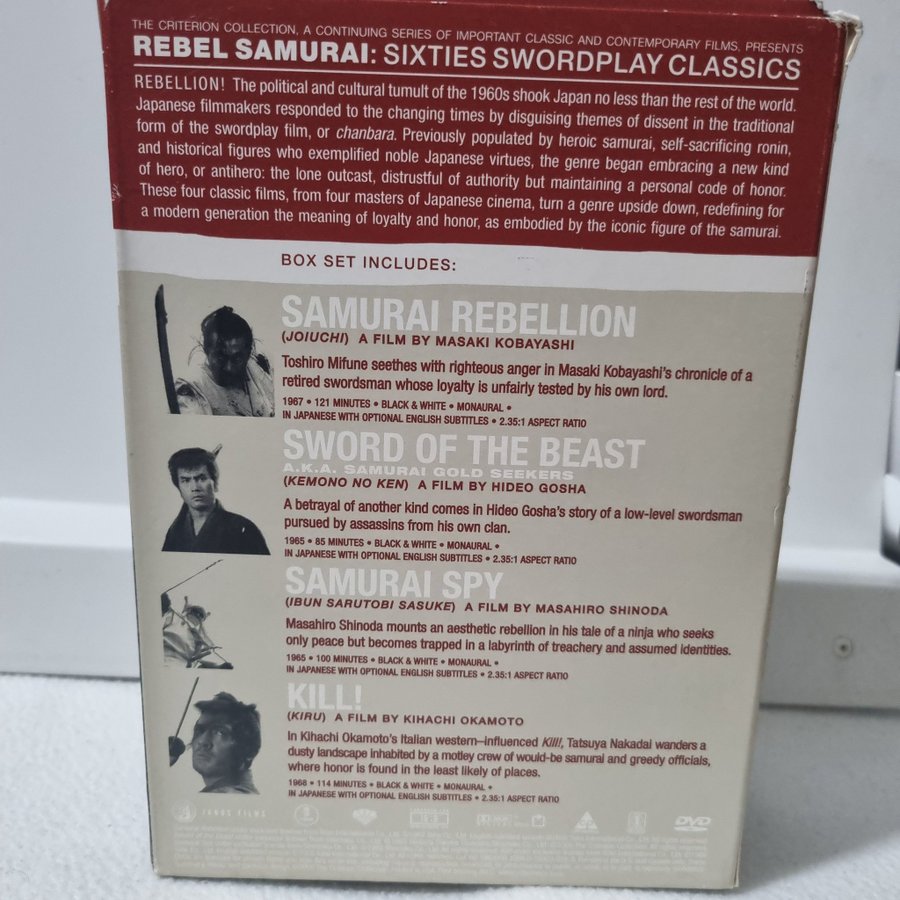 THE CRITERION COLLECTION, A CONTINUING SERIES OF IMPORTANT CLASSIC AND CONTEMPORARY FILMS, PRESENTS
REBEL SAMURAI: SIXTIES SWORDPLAY CLASSICS
REBELLION! The political and cultural tumult of the 1960s shook Japan no less than the rest of the world.
Japanese filmmakers responded to the changing times by disguising themes of dissent in the traditional
form of the swordplay film, or chanbara. Previously populated by heroic samurai, self-sacrificing ronin,
and historical figures who exemplified noble Japanese virtues, the genre began embracing a new kind
of hero, or antihero: the lone outcast, distrustful of authority but maintaining a personal code of honor.
These four classic films, from four masters of Japanese cinema, turn a genre upside down, redefining for
a modern generation the meaning of loyalty and honor, as embodied by the iconic figure of the samurai.
BOX SET INCLUDES:
SAMURAI REBELLION
(JOIUCHI) A FILM BY MASAKI KOBAYASHI
Toshiro Mifune seethes with righteous anger in Masaki Kobayashi's chronicle of a
retired swordsman whose loyalty is unfairly tested by his own lord.
1967 • 121 MINUTES • BLACK & WHITE • MONAURAL •
IN JAPANESE WITH OPTIONAL ENGLISH SUBTITLES • 2.35:1 ASPECT RATIO
SWORD OF THE BEAST
A.K.A. SAMURAI GOLD SEEKERS
(KEMONO NO KEN) A FILM BY HIDEO GOSHA
A betrayal of another kind comes in Hideo Gosha's story of a low-level swordsman
pursued by assassins from his own clan.
1965 • 85 MINUTES • BLACK & WHITE • MONAURAL •
IN JAPANESE WITH OPTIONAL ENGLISH SUBTITLES • 2.35:1 ASPECT RATIO
SAMURAI SPY
(IBUN SARUTOBI SASUKE) A FILM BY MASAHIRO SHINODA
Masahiro Shinoda mounts an aesthetic rebellion in his tale of a ninja who seeks
only peace but becomes trapped in a labyrinth of treachery and assumed identities.
1965 • 100 MINUTES • BLACK & WHITE • MONAURAL •
IN JAPANESE WITH OPTIONAL ENGLISH SUBTITLES • 2.35:1 ASPECT RATIO
KILL!
(KIRU) A FILM BY KIHACHI OKAMOTO
In Kihachi Okamoto's Italian western–influenced Kill!, Tatsuya Nakadai wanders a
dusty landscape inhabited by a motley crew of would-be samurai and greedy officials,
where honor is found in the least likely of places.
1968 • 114 MINUTES • BLACK & WHITE • MONAURAL •
IN JAPANESE WITH OPTIONAL ENGLISH SUBTITLES • 2.35:1 ASPECT RATIO
JANUS FILMS
DVD